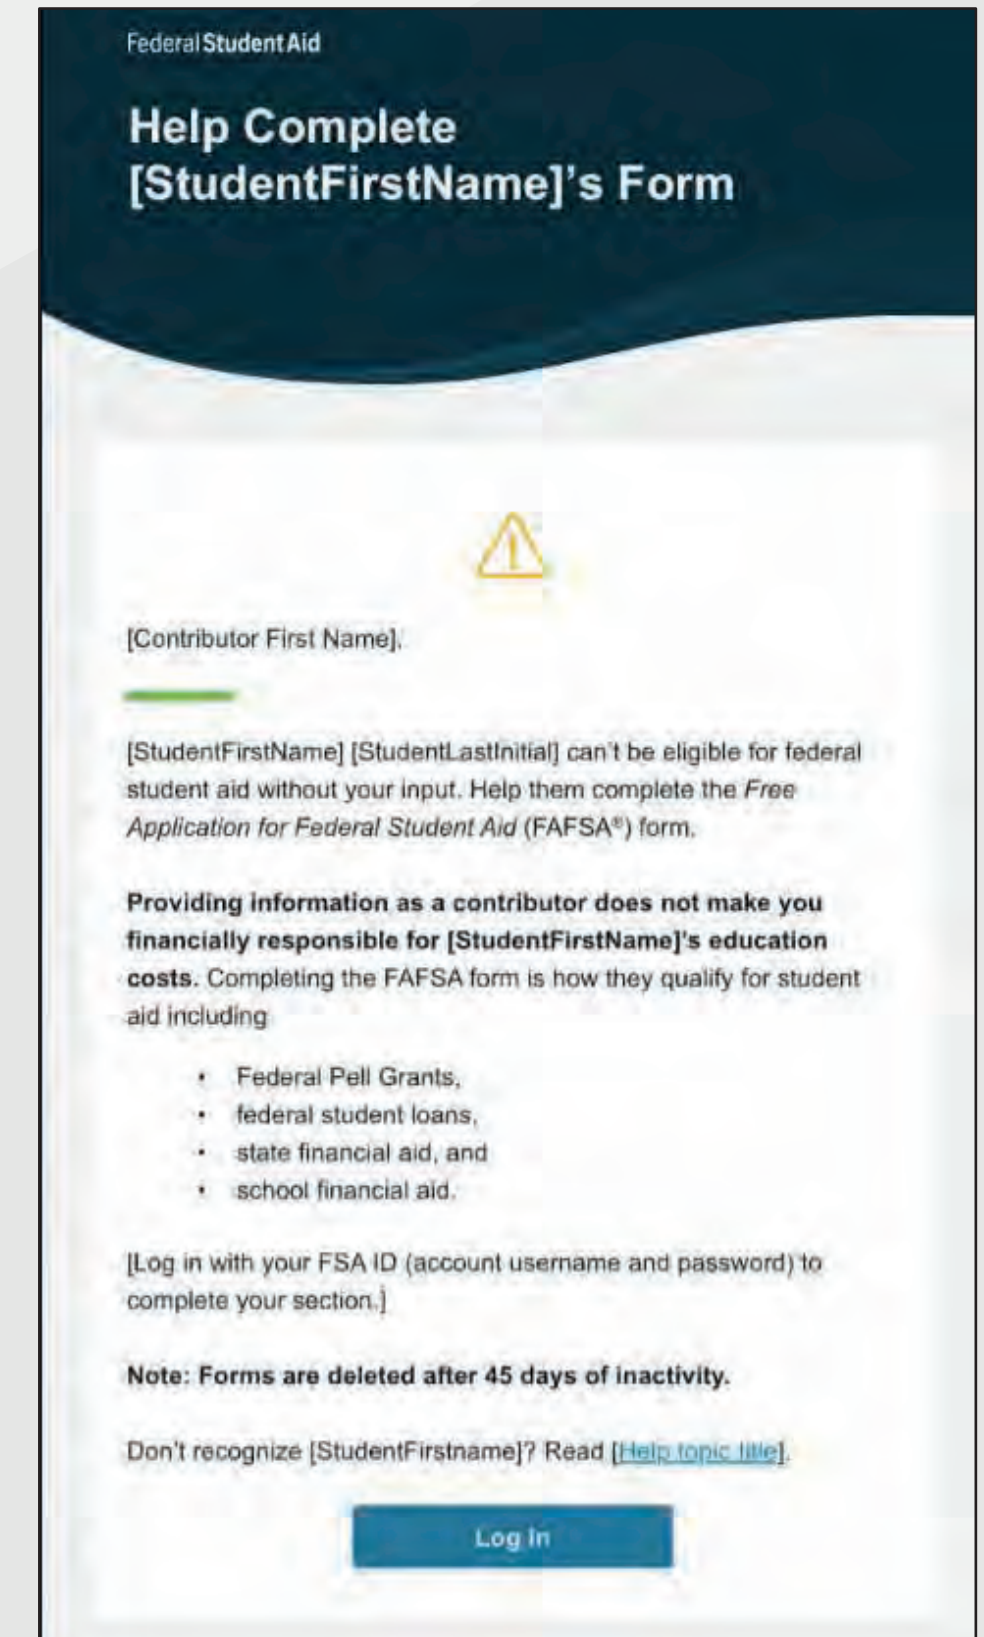 Federal Student Aid
Help Complete
[StudentFirstName]'s Form
[Contributor First Name],
[StudentFirstName] [StudentLastInitial] can't be eligible for federal
student aid without your input. Help them complete the Free
Application for Federal Student Aid (FAFSA®) form.
Providing information as a contributor does not make you
financially responsible for [StudentFirstName]'s education
costs. Completing the FAFSA form is how they qualify for student
aid including
• Federal Pell Grants,
• federal student loans,
• state financial aid, and
• school financial aid.
[Log in with your FSA ID (account username and password) to
complete your section.]
Note: Forms are deleted after 45 days of inactivity.
Don't recognize [StudentFirstname]? Read [Help topic title].
Log In